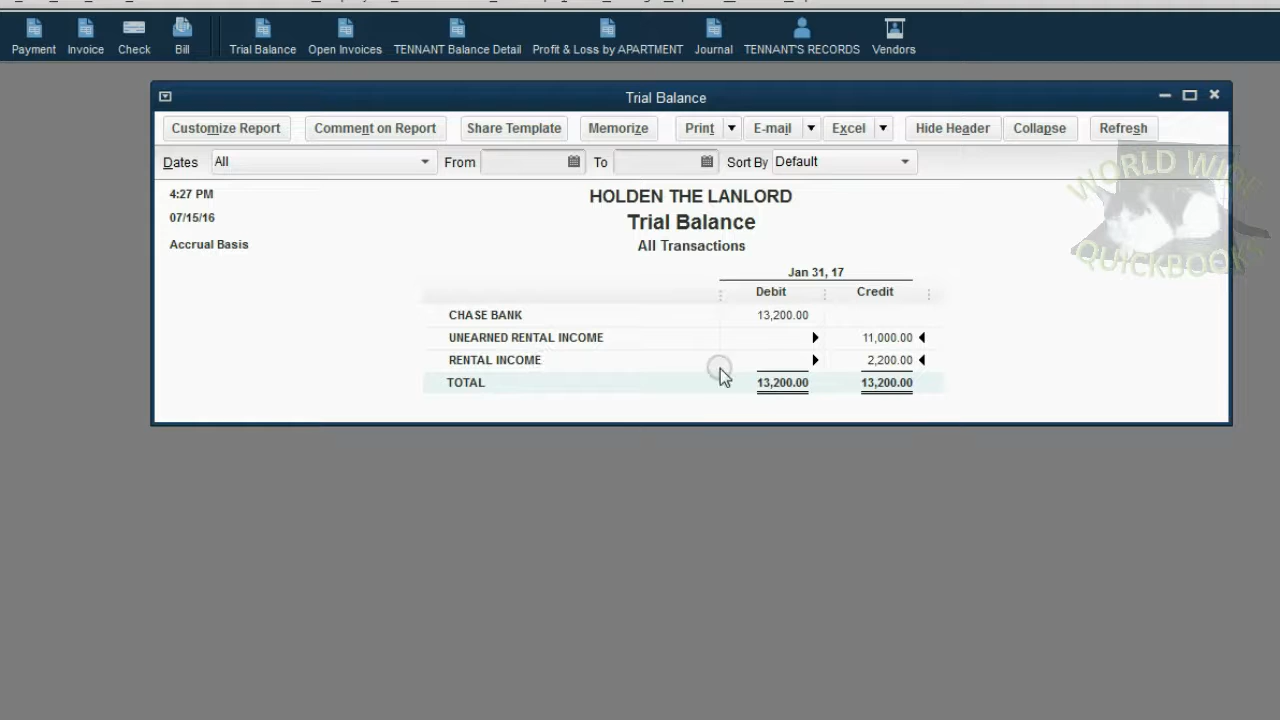 Payment Invoice Check Bill Trial Balance Open Invoices TENNANT Balance Detail Profit & Loss by APARTMENT Journal TENNANT'S RECORDS Vendors
Trial Balance
Customize Report Comment on Report Share Template Memorize Print E-mail Excel Hide Header Collapse Refresh
Dates All From To Sort By Default
WORLD WIDE
QUICKBOOKS
4:27 PM
07/15/16
Accrual Basis
HOLDEN THE LANLORD
Trial Balance
All Transactions
Jan 31, 17
Debit Credit
CHASE BANK 13,200.00
UNEARNED RENTAL INCOME 11,000.00
RENTAL INCOME 2,200.00
TOTAL 13,200.00 13,200.00